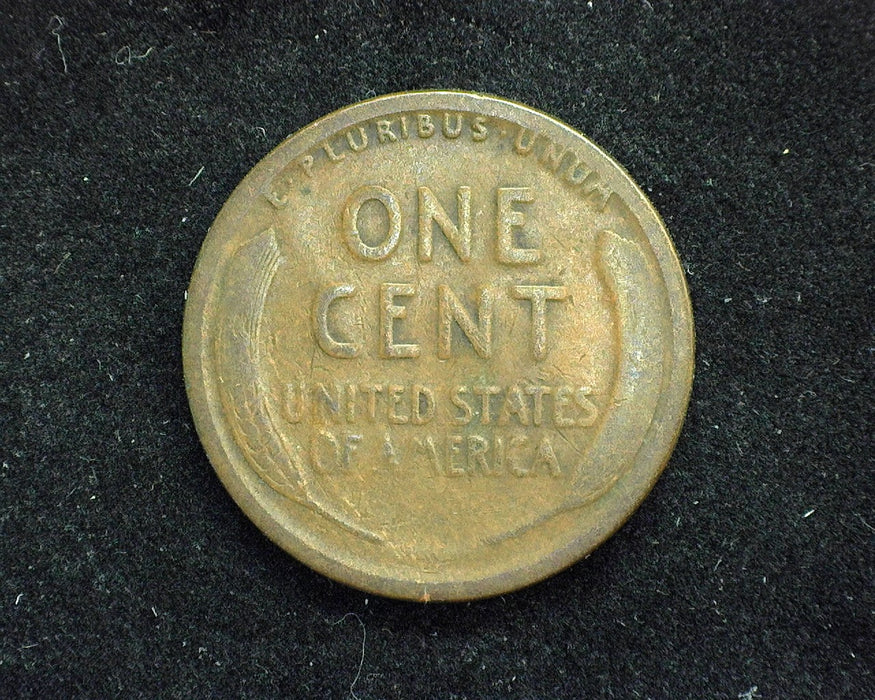 E·PLURIBUS·UNUM
ONE
CENT
UNITED STATES
OF AMERICA